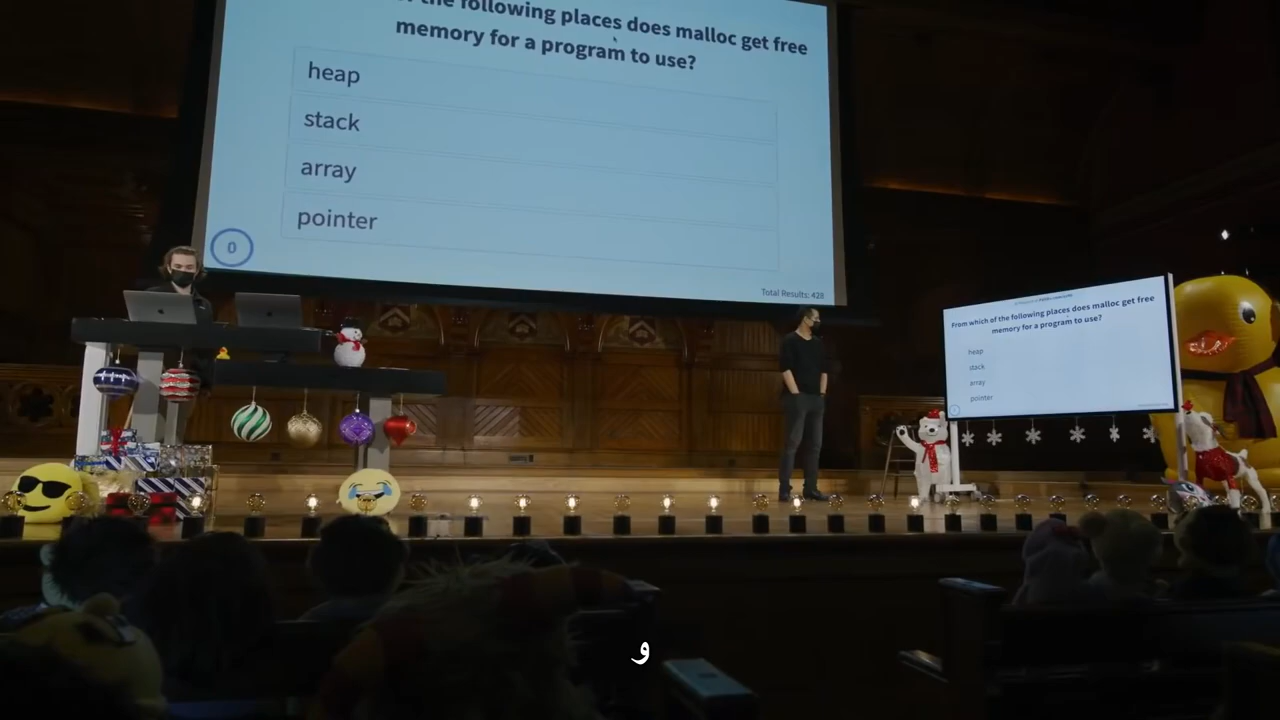 the following places does malloc get free
memory for a program to use?
heap
stack
array
pointer
0
Total Results: 428
From which of the following places does malloc get free
memory for a program to use?
heap
stack
array
pointer
و